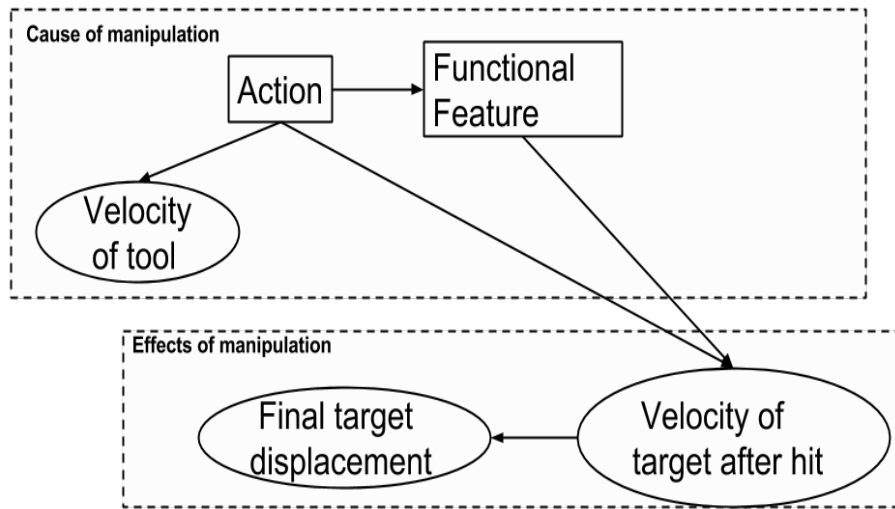 Cause of manipulation
Action
Functional
Feature
Velocity
of tool
Effects of manipulation
Final target
displacement
Velocity of
target after hit